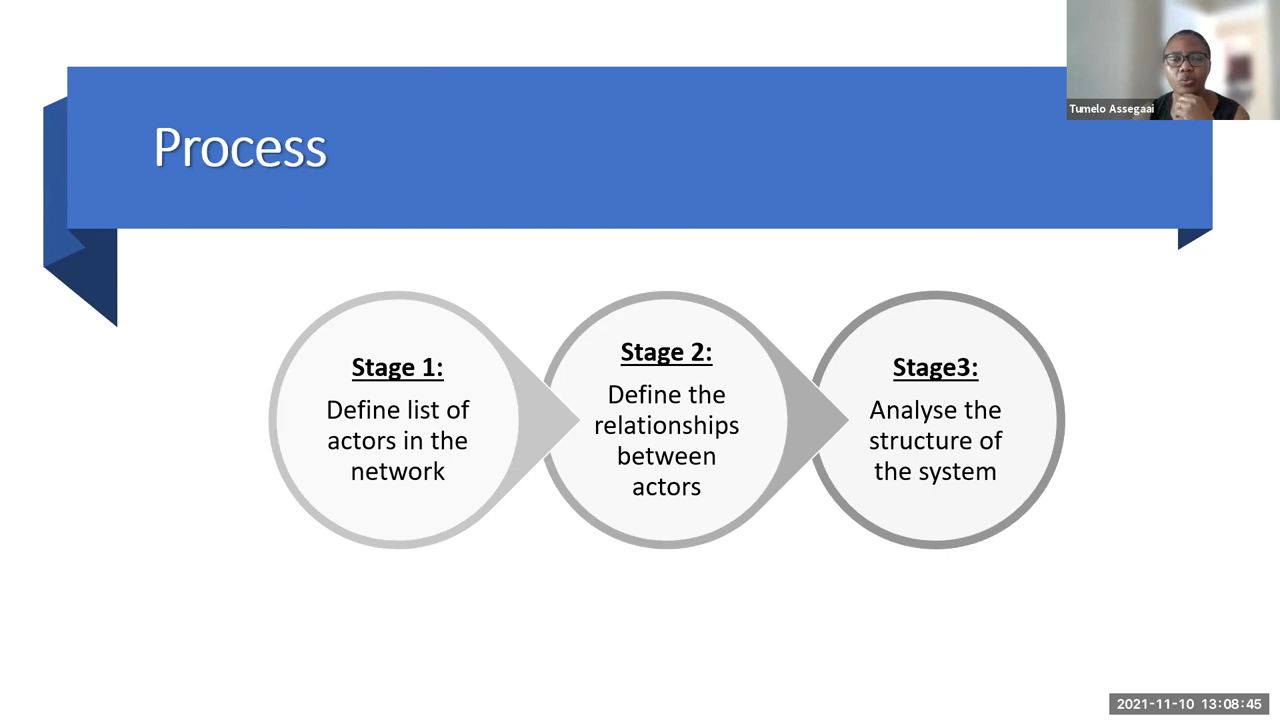 Tumelo Assegaai
Process
Stage 1:
Define list of
actors in the
network
Stage 2:
Define the
relationships
between
actors
Stage3:
Analyse the
structure of
the system
2021-11-10 13:08:45